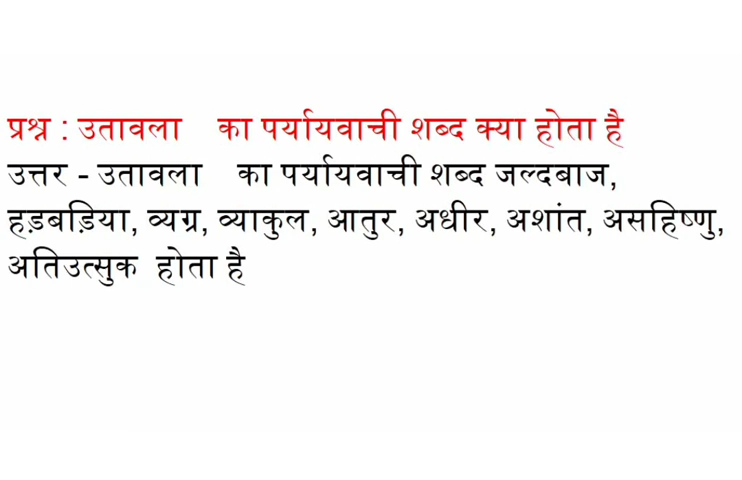 प्रश्न : उतावला का पर्यायवाची शब्द क्या होता है
उत्तर - उतावला का पर्यायवाची शब्द जल्दबाज,
हड़बड़िया, व्यग्र, व्याकुल, आतुर, अधीर, अशांत, असहिष्णु,
अतिउत्सुक होता है